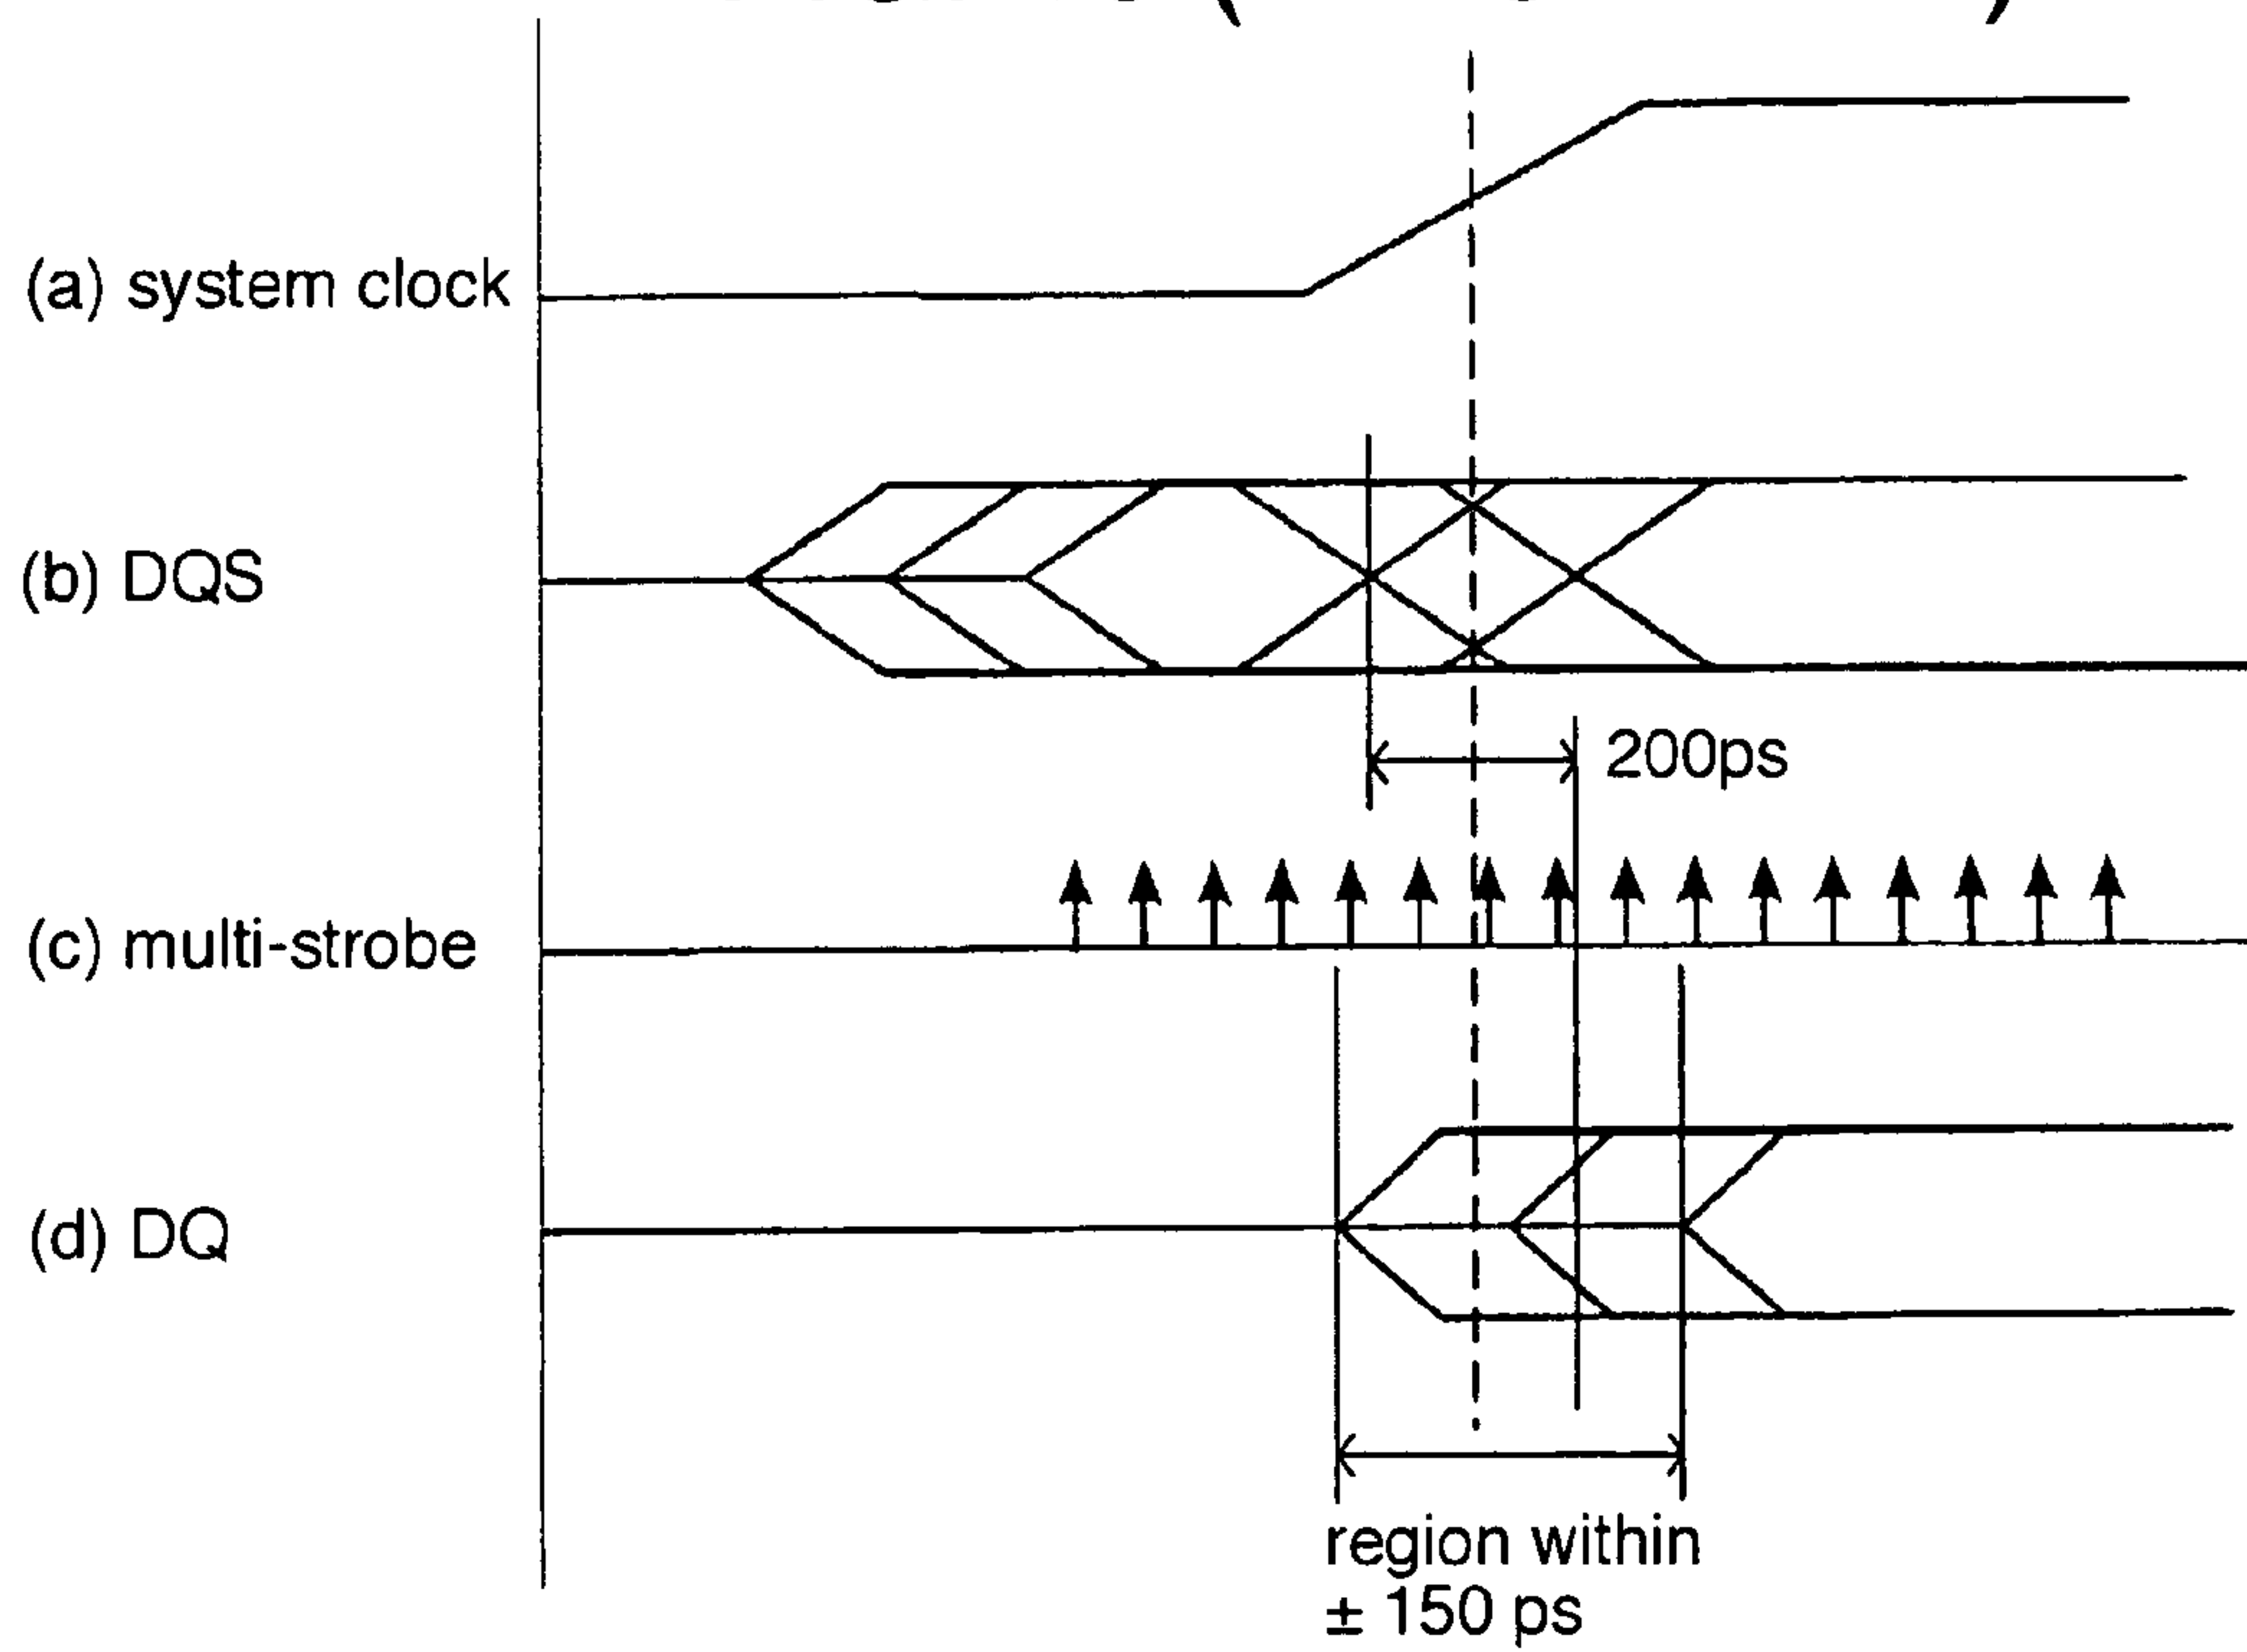 (a) system clock
(b) DQS
200ps
(c) multi-strobe
(d) DQ
region within
± 150 ps